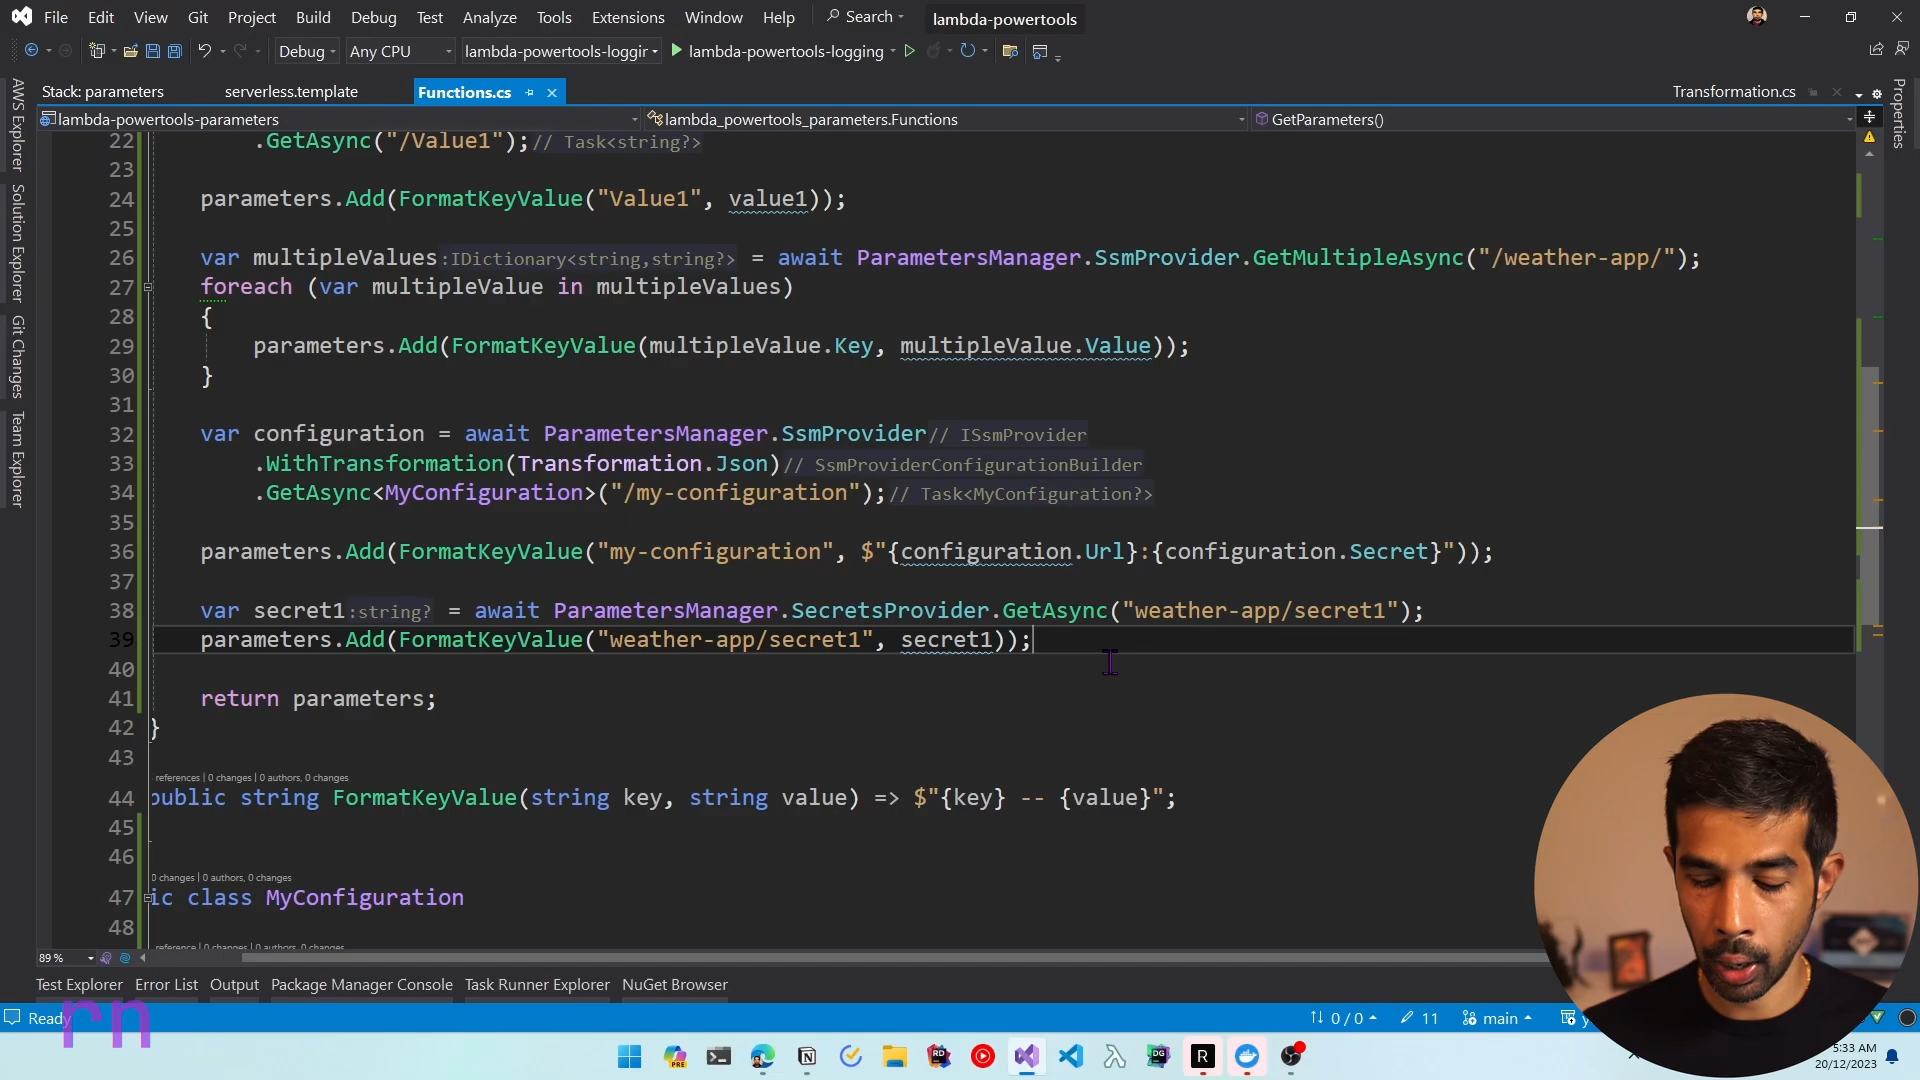 File Edit View Git Project Build Debug Test Analyze Tools Extensions Window Help Search lambda-powertools
Debug Any CPU lambda-powertools-loggir lambda-powertools-logging
Stack: parameters serverless.template Functions.cs Transformation.cs
lambda-powertools-parameters lambda_powertools_parameters.Functions GetParameters()
AWS Explorer
Solution Explorer
Git Changes
Team Explorer
Properties
22 .GetAsync("/Value1");// Task<string?>
23
24 parameters.Add(FormatKeyValue("Value1", value1));
25
26 var multipleValues:IDictionary<string,string?> = await ParametersManager.SsmProvider.GetMultipleAsync("/weather-app/");
27 foreach (var multipleValue in multipleValues)
28 {
29 parameters.Add(FormatKeyValue(multipleValue.Key, multipleValue.Value));
30 }
31
32 var configuration = await ParametersManager.SsmProvider// ISsmProvider
33 .WithTransformation(Transformation.Json)// SsmProviderConfigurationBuilder
34 .GetAsync<MyConfiguration>("/my-configuration");// Task<MyConfiguration?>
35
36 parameters.Add(FormatKeyValue("my-configuration", $"{configuration.Url}:{configuration.Secret}"));
37
38 var secret1:string? = await ParametersManager.SecretsProvider.GetAsync("weather-app/secret1");
39 parameters.Add(FormatKeyValue("weather-app/secret1", secret1));
40
41 return parameters;
42 }
43
references | 0 changes | 0 authors, 0 changes
44 public string FormatKeyValue(string key, string value) => $"{key} -- {value}";
45
46
0 changes | 0 authors, 0 changes
47 ic class MyConfiguration
48
reference | 0 changes | 0 authors, 0 changes
89 %
Test Explorer Error List Output Package Manager Console Task Runner Explorer NuGet Browser
Ready 0 / 0 11 main
rn
5:33 AM
20/12/2023